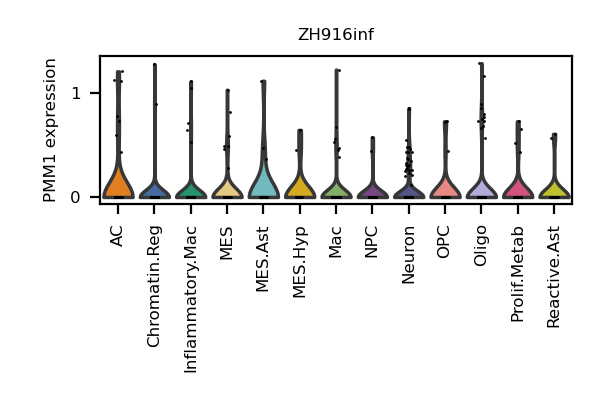 ZH916inf
PMM1 expression
1
0
AC
Chromatin.Reg
Inflammatory.Mac
MES
MES.Ast
MES.Hyp
Mac
NPC
Neuron
OPC
Oligo
Prolif.Metab
Reactive.Ast